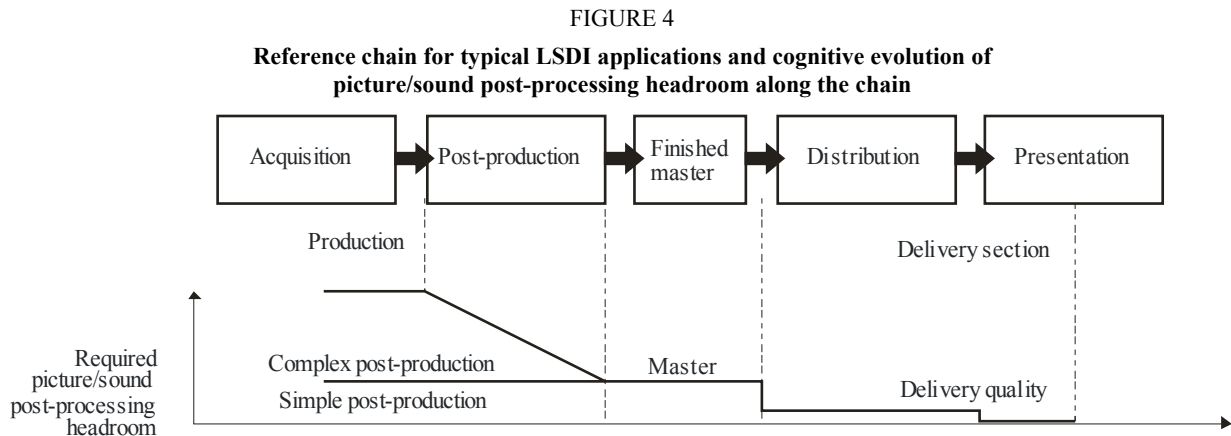 FIGURE 4
Reference chain for typical LSDI applications and cognitive evolution of
picture/sound post-processing headroom along the chain
Acquisition
Post-production
Finished
master
Distribution
Presentation
Production
Delivery section
Required
picture/sound
post-processing
headroom
Complex post-production
Simple post-production
Master
Delivery quality